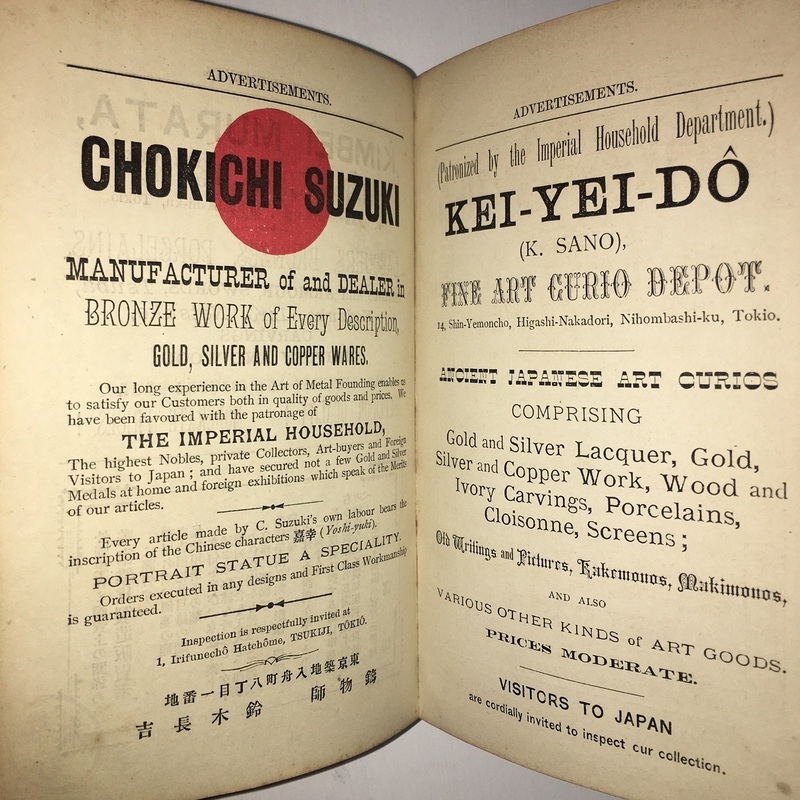 ADVERTISEMENTS.
CHOKICHI SUZUKI
MANUFACTURER of and DEALER in
BRONZE WORK of Every Description,
GOLD, SILVER AND COPPER WARES.
Our long experience in the Art of Metal Founding enables us
to satisfy our Customers both in quality of goods and prices. We
have been favoured with the patronage of
THE IMPERIAL HOUSEHOLD,
The highest Nobles, private Collectors, Art-buyers and Foreign
Visitors to Japan ; and have secured not a few Gold and Silver
Medals at home and foreign exhibitions which speak of the Merits
of our articles.
Every article made by C. Suzuki's own labour bears the
inscription of the Chinese characters 嘉幸 (Yoshi-yuki).
PORTRAIT STATUE A SPECIALITY.
Orders executed in any designs and First Class Workmanship
is guaranteed.
Inspection is respectfully invited at
1, Irifunechô Hatchôme, TSUKIJI, TÔKIÔ.
地番一目丁八町舟入地築京東
吉長木鈴 師物鑄
ADVERTISEMENTS.
(Patronized by the Imperial Household Department.)
KEI-YEI-DÔ
(K. SANO),
FINE ART CURIO DEPOT.
14, Shin-Yemoncho, Higashi-Nakadori, Nihombashi-ku, Tokio.
ANCIENT JAPANESE ART CURIOS
COMPRISING
Gold and Silver Lacquer, Gold,
Silver and Copper Work, Wood and
Ivory Carvings, Porcelains,
Cloisonne, Screens ;
Old Writings and Pictures, Kakemonos, Makimonos,
AND ALSO
VARIOUS OTHER KINDS of ART GOODS.
PRICES MODERATE.
VISITORS TO JAPAN
are cordially invited to inspect our collection.